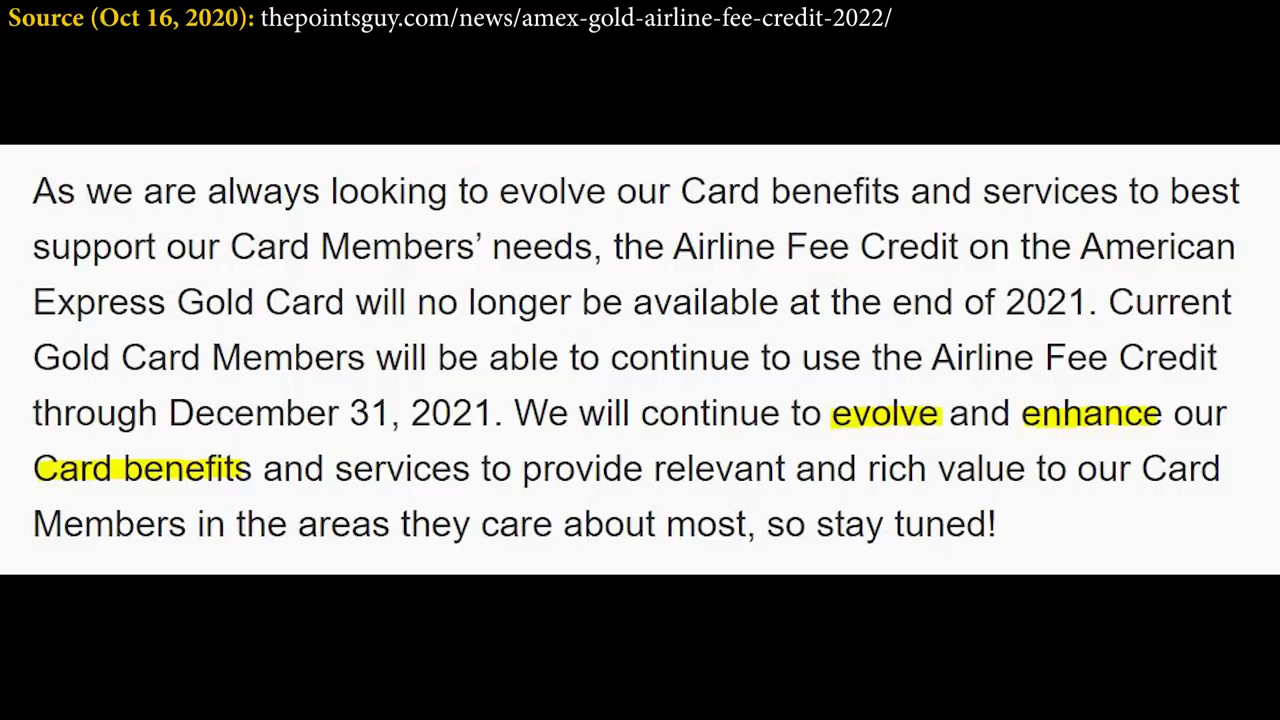 Source (Oct 16, 2020): thepointsguy.com/news/amex-gold-airline-fee-credit-2022/
As we are always looking to evolve our Card benefits and services to best
support our Card Members’ needs, the Airline Fee Credit on the American
Express Gold Card will no longer be available at the end of 2021. Current
Gold Card Members will be able to continue to use the Airline Fee Credit
through December 31, 2021. We will continue to evolve and enhance our
Card benefits and services to provide relevant and rich value to our Card
Members in the areas they care about most, so stay tuned!